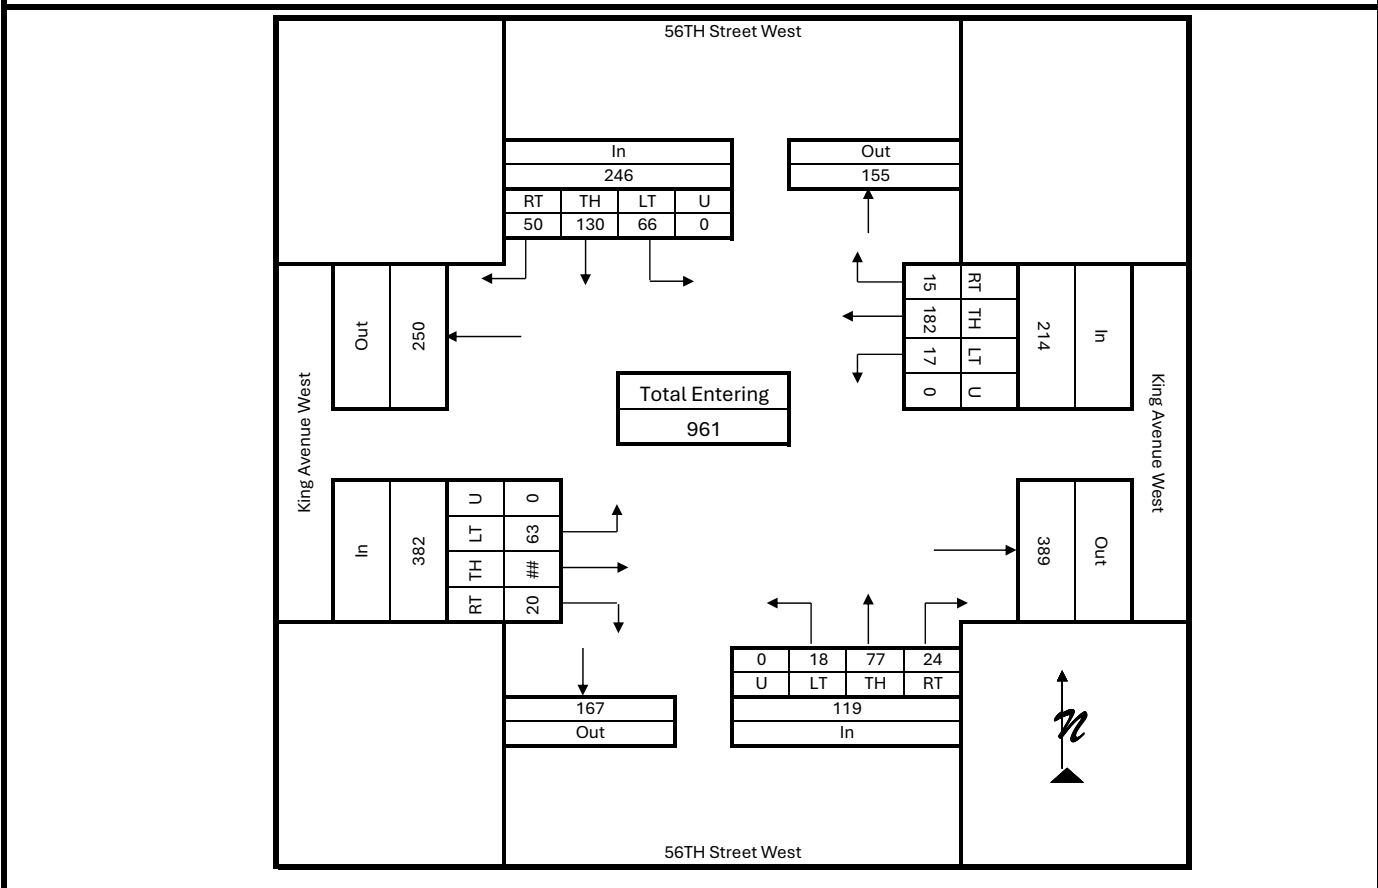 56TH Street West
In
246
RT TH LT U
50 130 66 0
Out
155
Out
250
15 RT
182 TH
17 LT
0 U
214
In
King Avenue West
King Avenue West
Total Entering
961
In
382
U 0
LT 63
TH ##
RT 20
389
Out
0 18 77 24
U LT TH RT
119
In
167
Out
N
56TH Street West